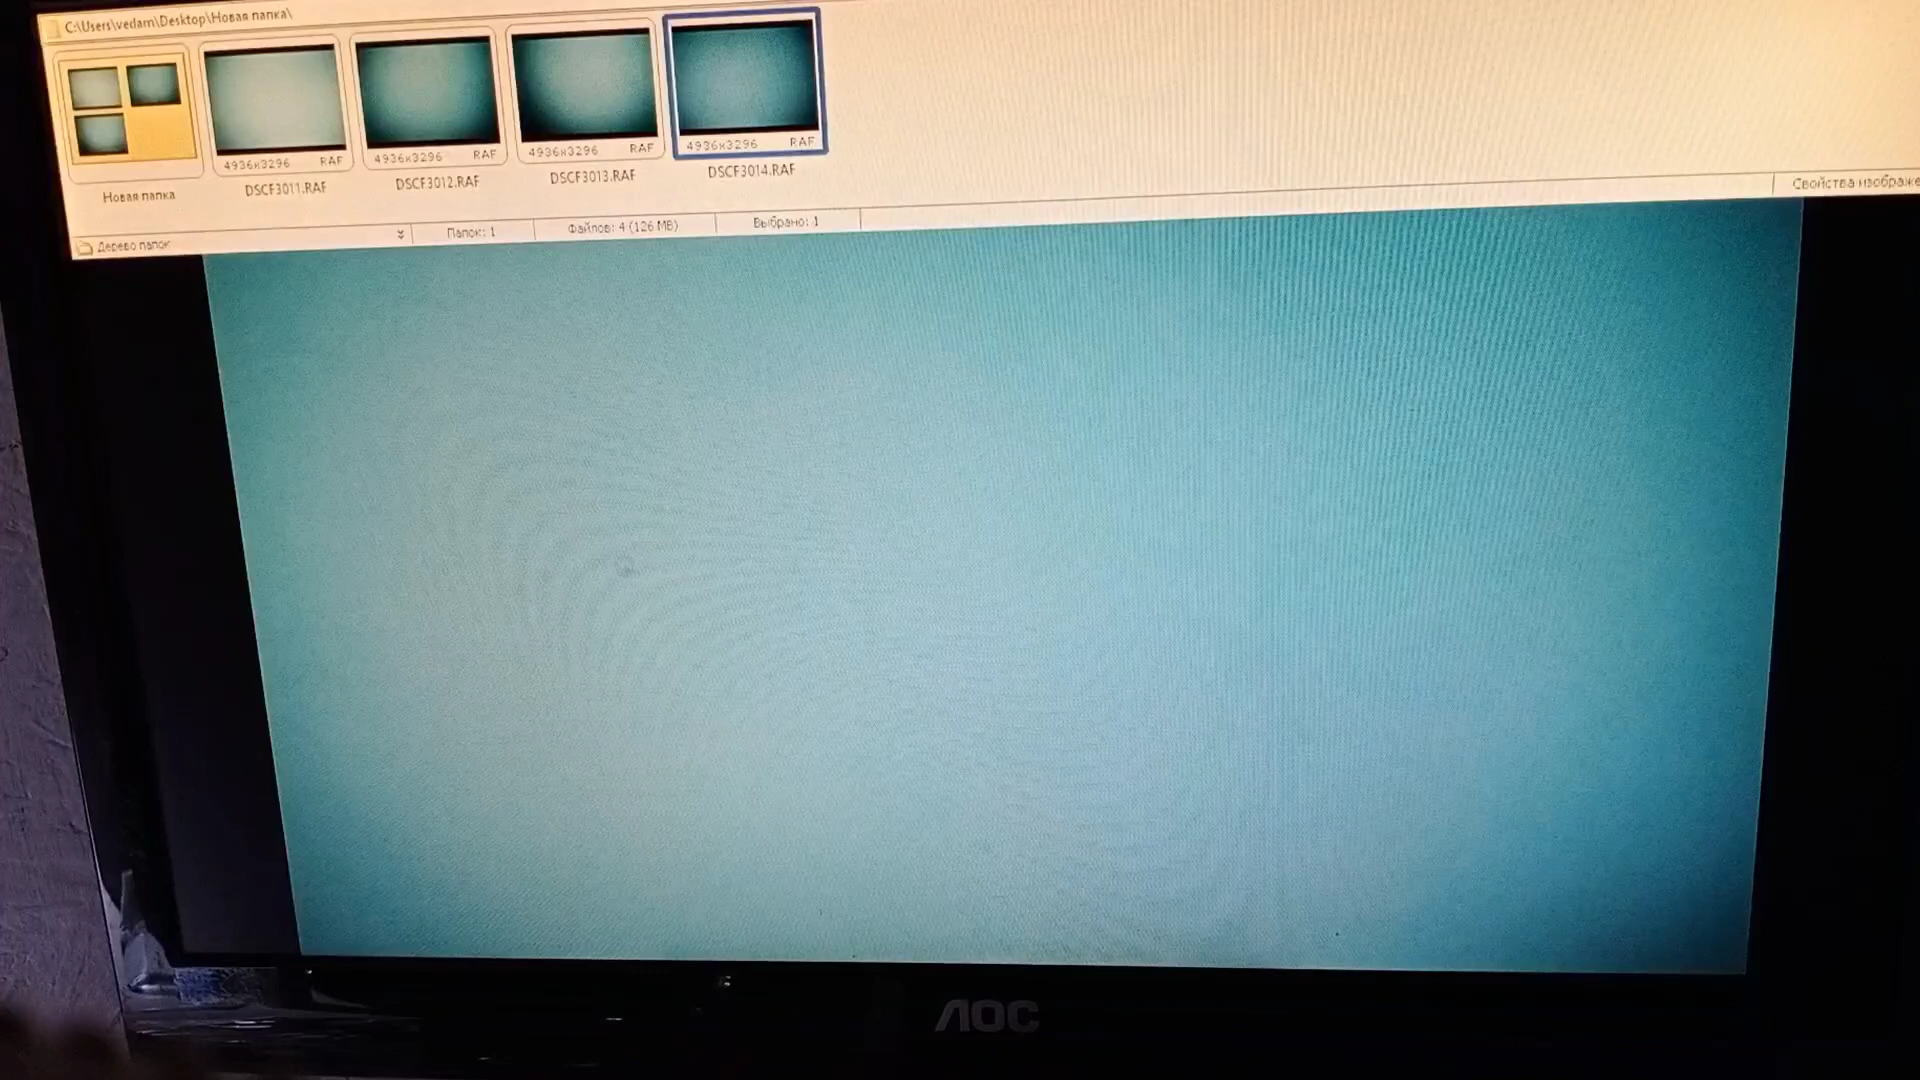 C:\Users\vedam\Desktop\Новая папка\
4936x3296 RAF
4936x3296 RAF
4936x3296 RAF
4936x3296 RAF
Новая папка
DSCF3011.RAF
DSCF3012.RAF
DSCF3013.RAF
DSCF3014.RAF
Дерево папок
Папок: 1
Файлов: 4 (126 MB)
Выбрано: 1
Свойства изображе
AOC